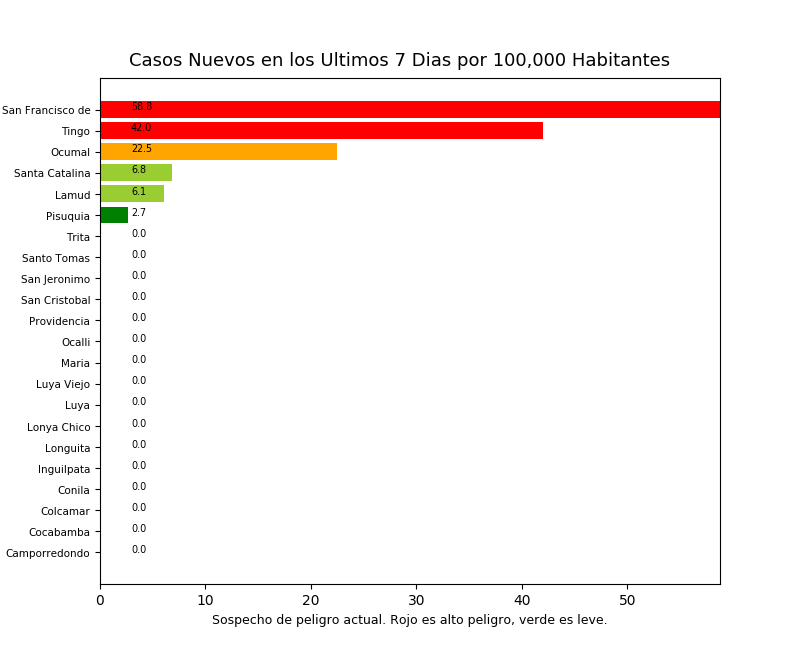 Casos Nuevos en los Ultimos 7 Dias por 100,000 Habitantes
San Francisco de 58.8
Tingo 42.0
Ocumal 22.5
Santa Catalina 6.8
Lamud 6.1
Pisuquia 2.7
Trita 0.0
Santo Tomas 0.0
San Jeronimo 0.0
San Cristobal 0.0
Providencia 0.0
Ocalli 0.0
Maria 0.0
Luya Viejo 0.0
Luya 0.0
Lonya Chico 0.0
Longuita 0.0
Inguilpata 0.0
Conila 0.0
Colcamar 0.0
Cocabamba 0.0
Camporredondo 0.0
0 10 20 30 40 50
Sospecho de peligro actual. Rojo es alto peligro, verde es leve.